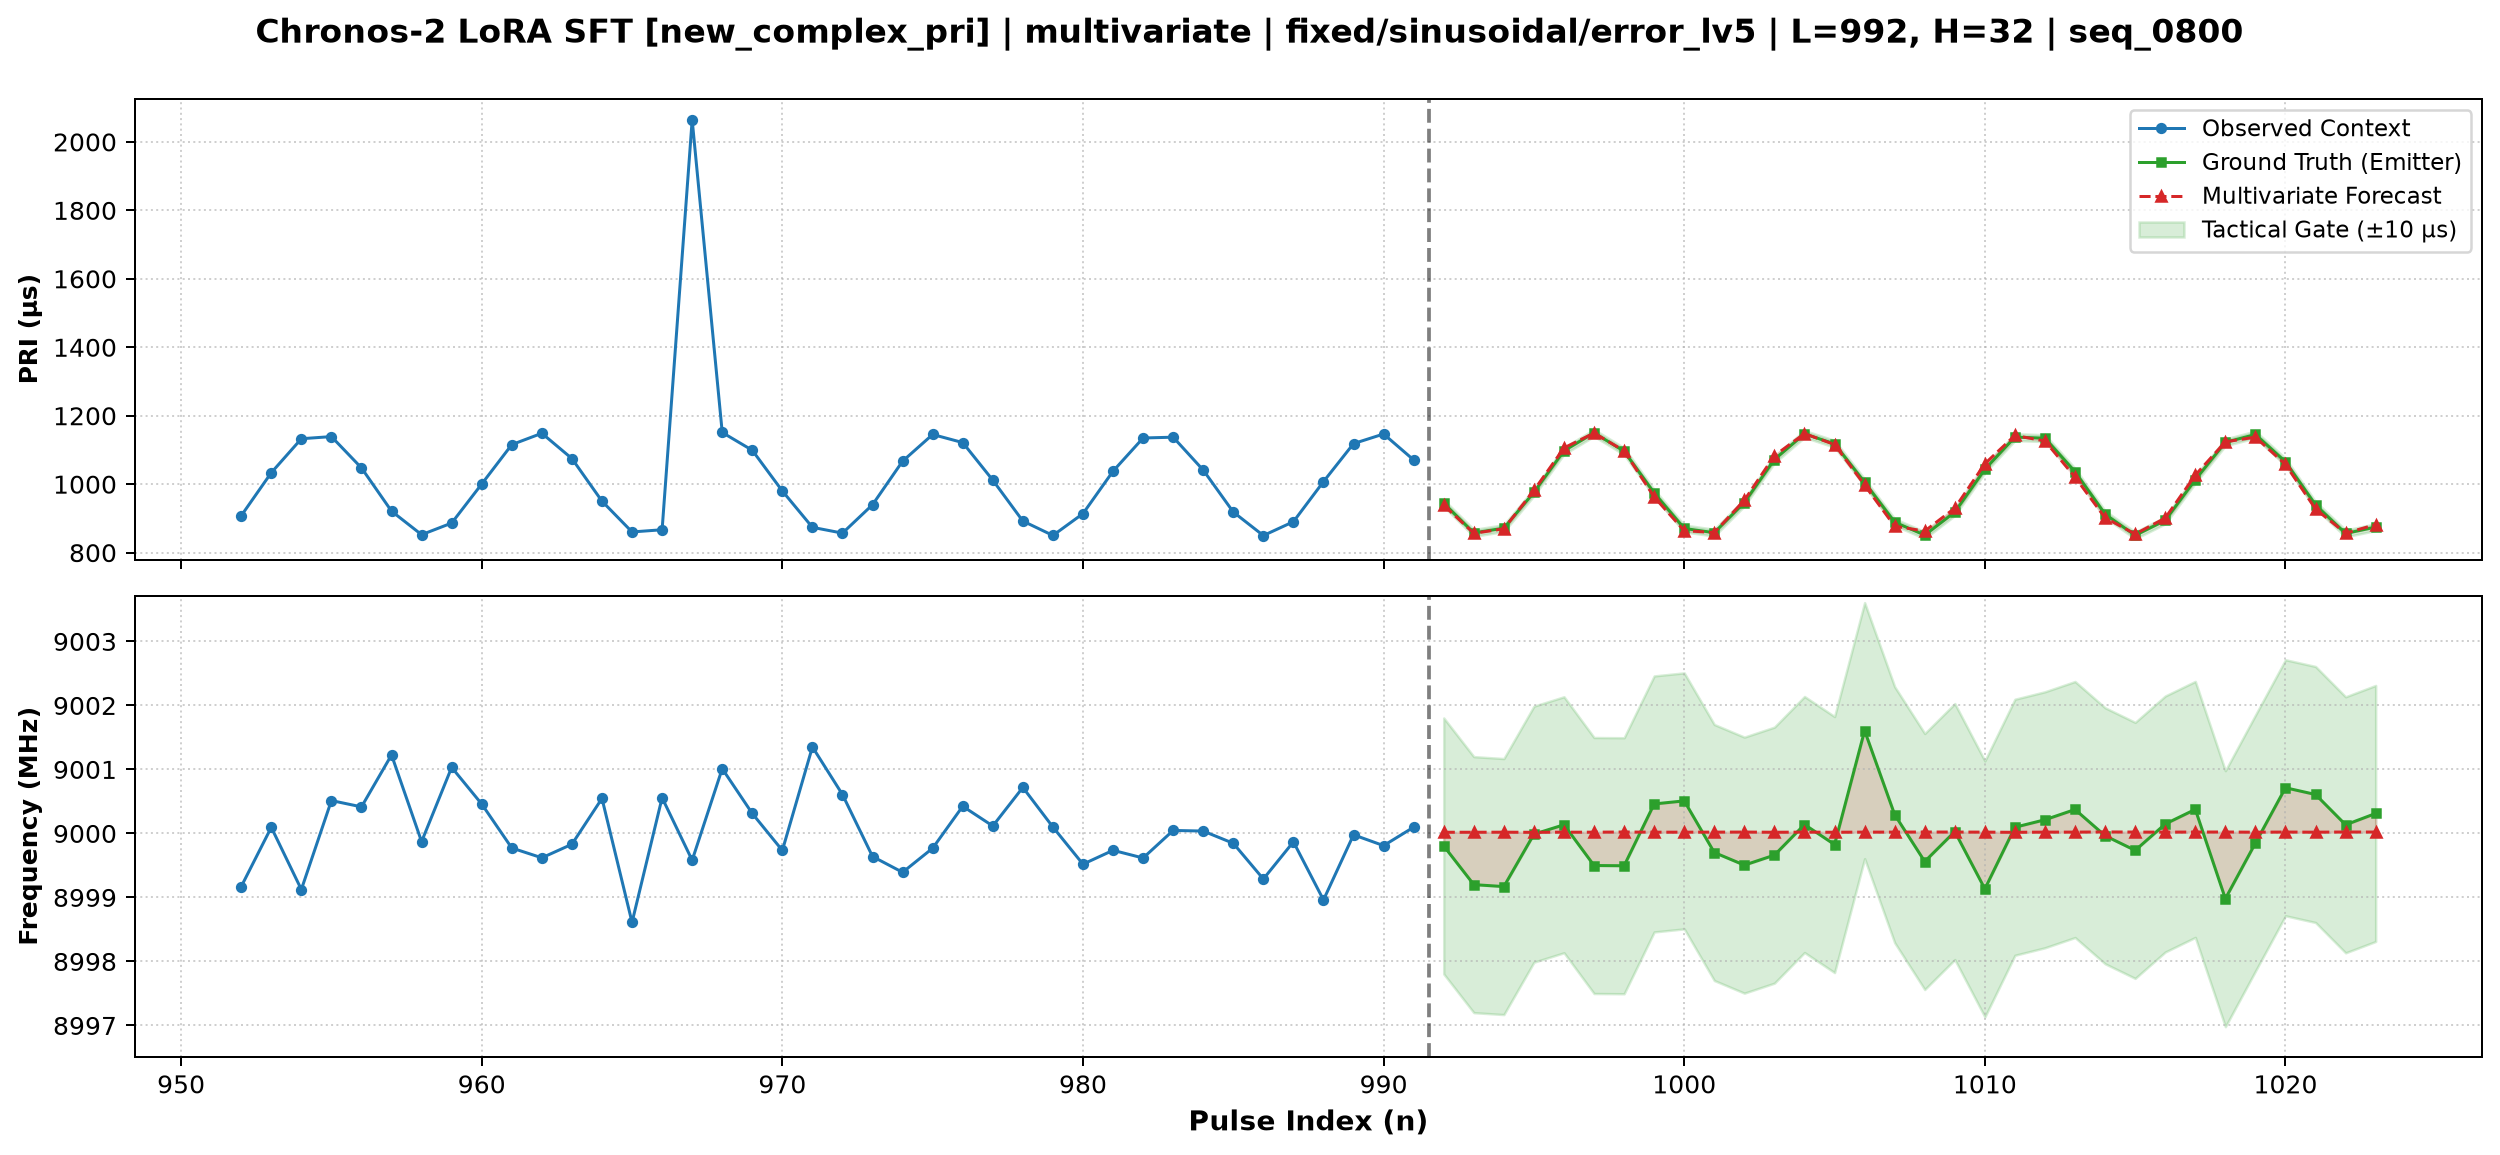 Chronos-2 LoRA SFT [new_complex_pri] | multivariate | fixed/sinusoidal/error_lv5 | L=992, H=32 | seq_0800
PRI (µs)
2000
1800
1600
1400
1200
1000
800
Observed Context
Ground Truth (Emitter)
Multivariate Forecast
Tactical Gate (±10 µs)
Frequency (MHz)
9003
9002
9001
9000
8999
8998
8997
950 960 970 980 990 1000 1010 1020
Pulse Index (n)